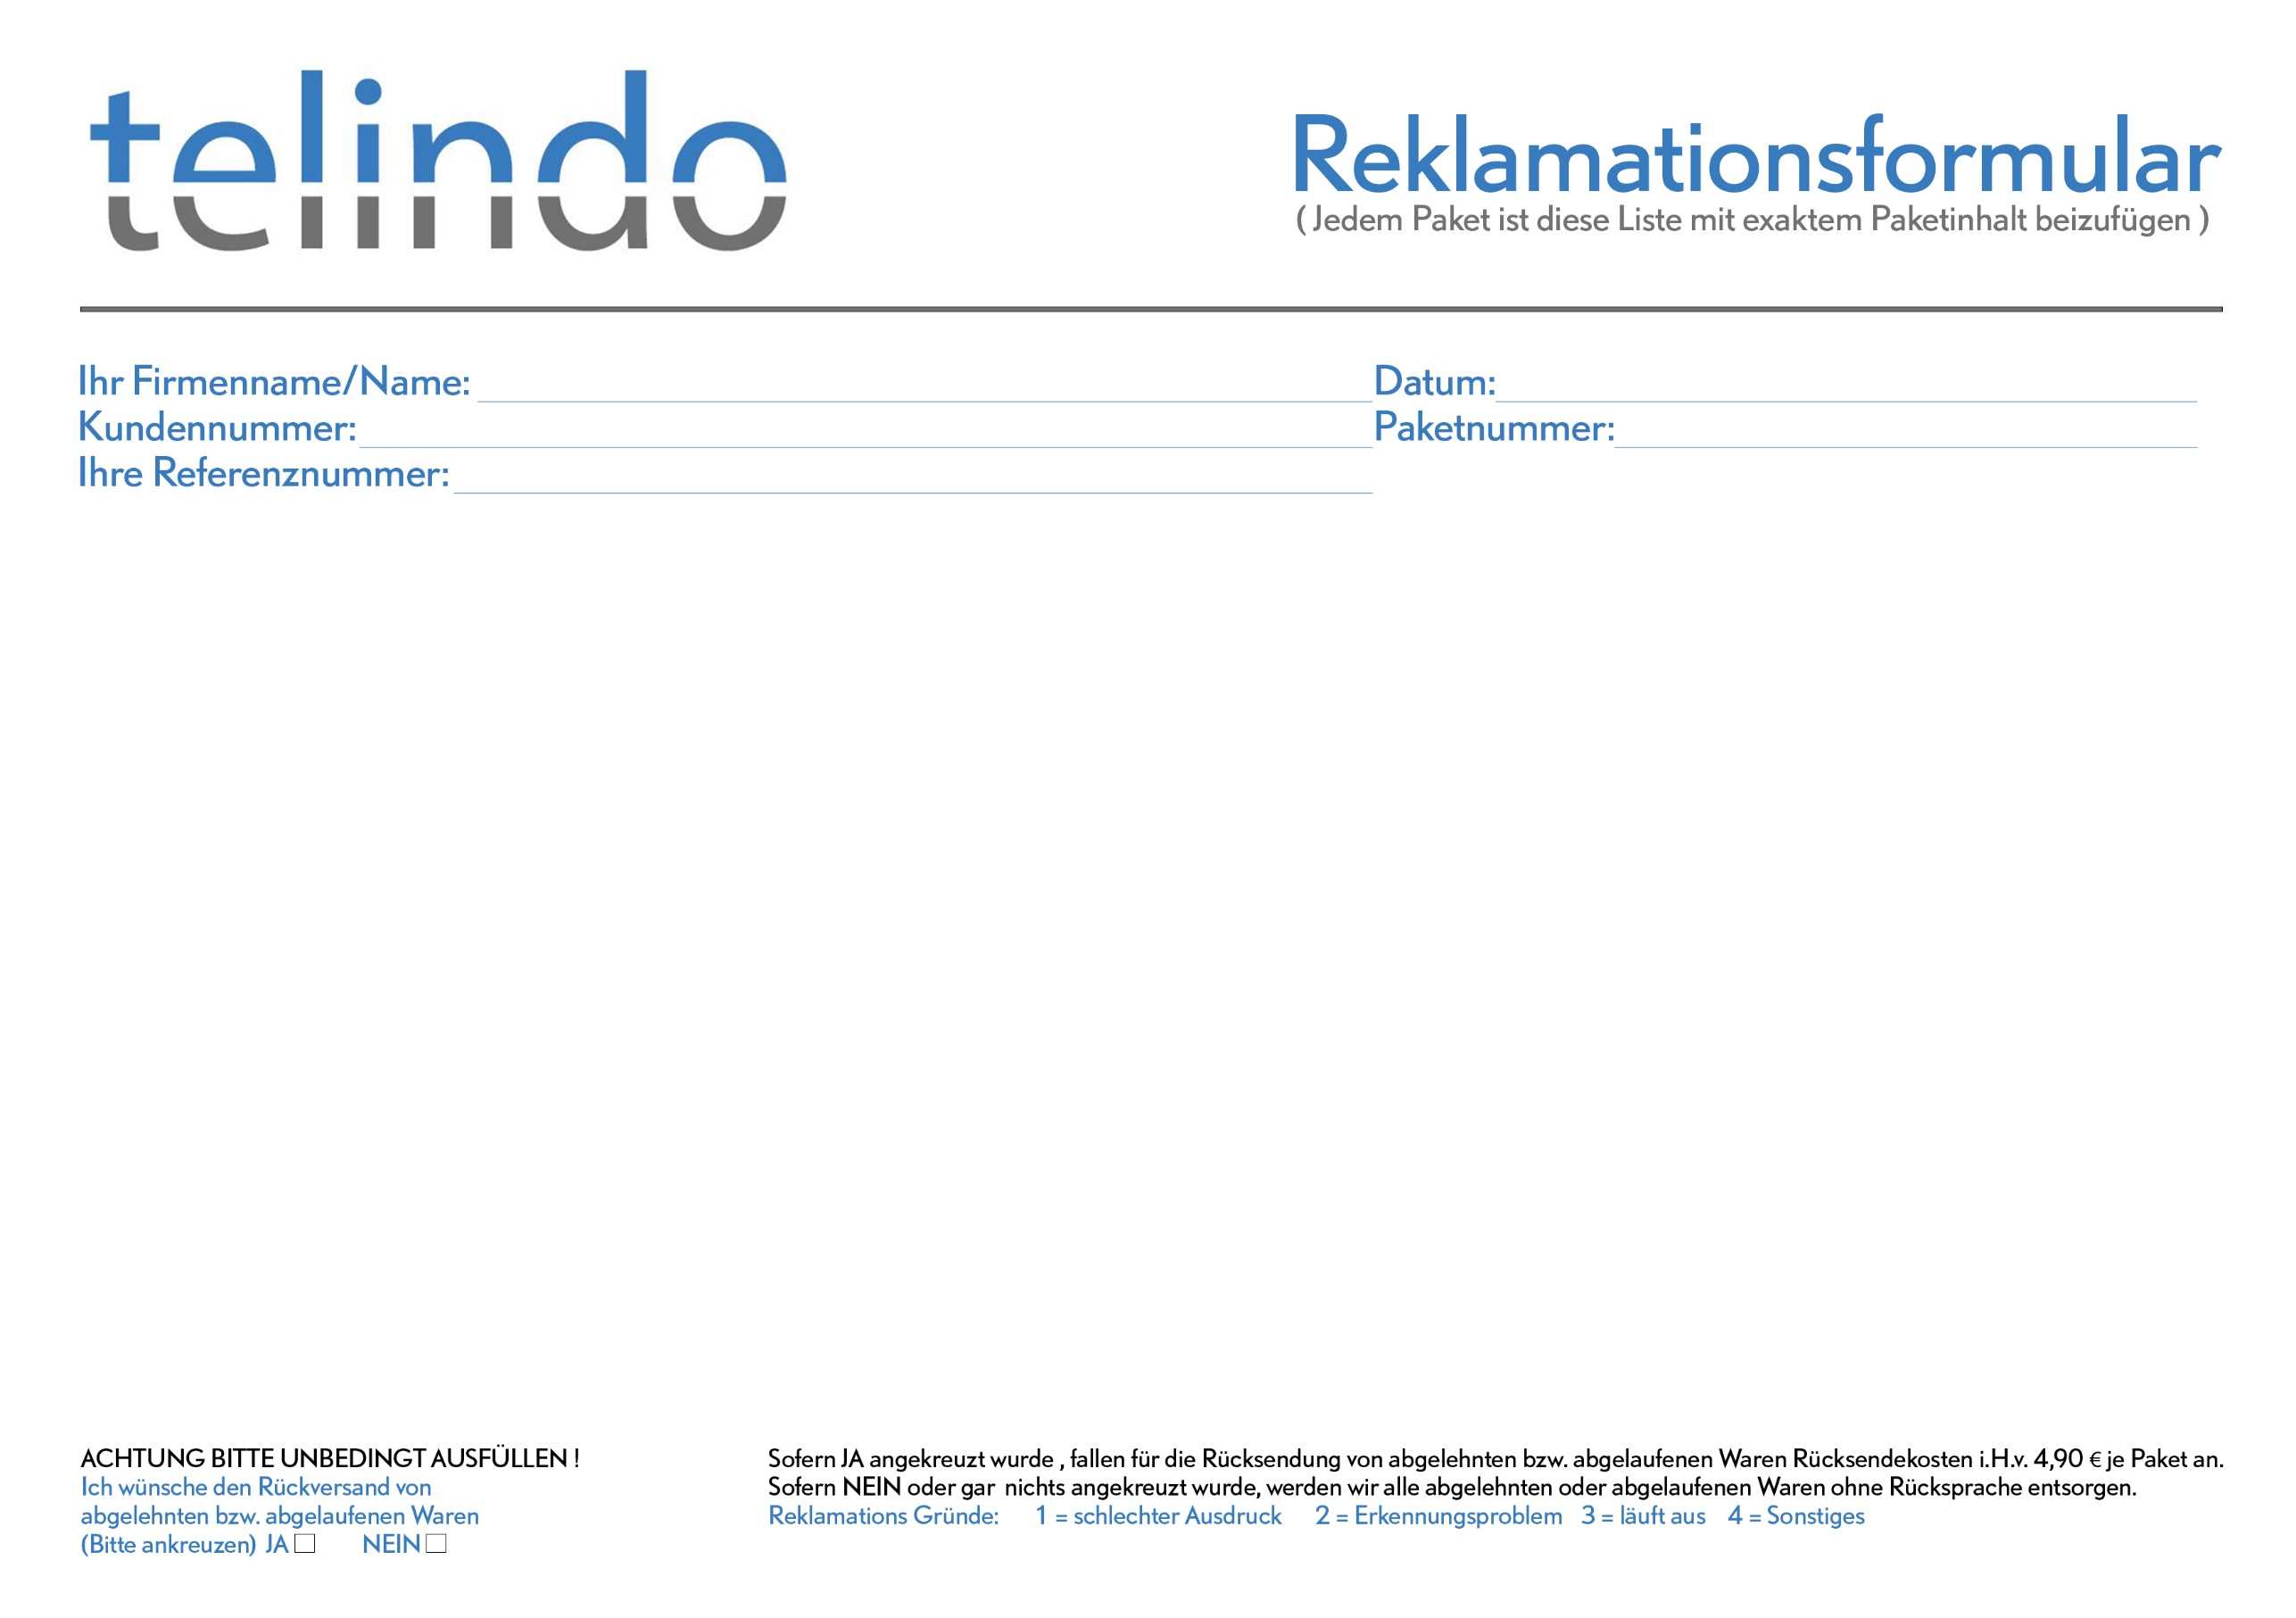 telindo
Reklamationsformular
( Jedem Paket ist diese Liste mit exaktem Paketinhalt beizufügen )
Ihr Firmenname/Name: Datum:
Kundennummer: Paketnummer:
Ihre Referenznummer:
ACHTUNG BITTE UNBEDINGT AUSFÜLLEN !
Ich wünsche den Rückversand von
abgelehnten bzw. abgelaufenen Waren
(Bitte ankreuzen) JA NEIN
Sofern JA angekreuzt wurde , fallen für die Rücksendung von abgelehnten bzw. abgelaufenen Waren Rücksendekosten i.H.v. 4,90 € je Paket an.
Sofern NEIN oder gar nichts angekreuzt wurde, werden wir alle abgelehnten oder abgelaufenen Waren ohne Rücksprache entsorgen.
Reklamations Gründe: 1 = schlechter Ausdruck 2 = Erkennungsproblem 3 = läuft aus 4 = Sonstiges